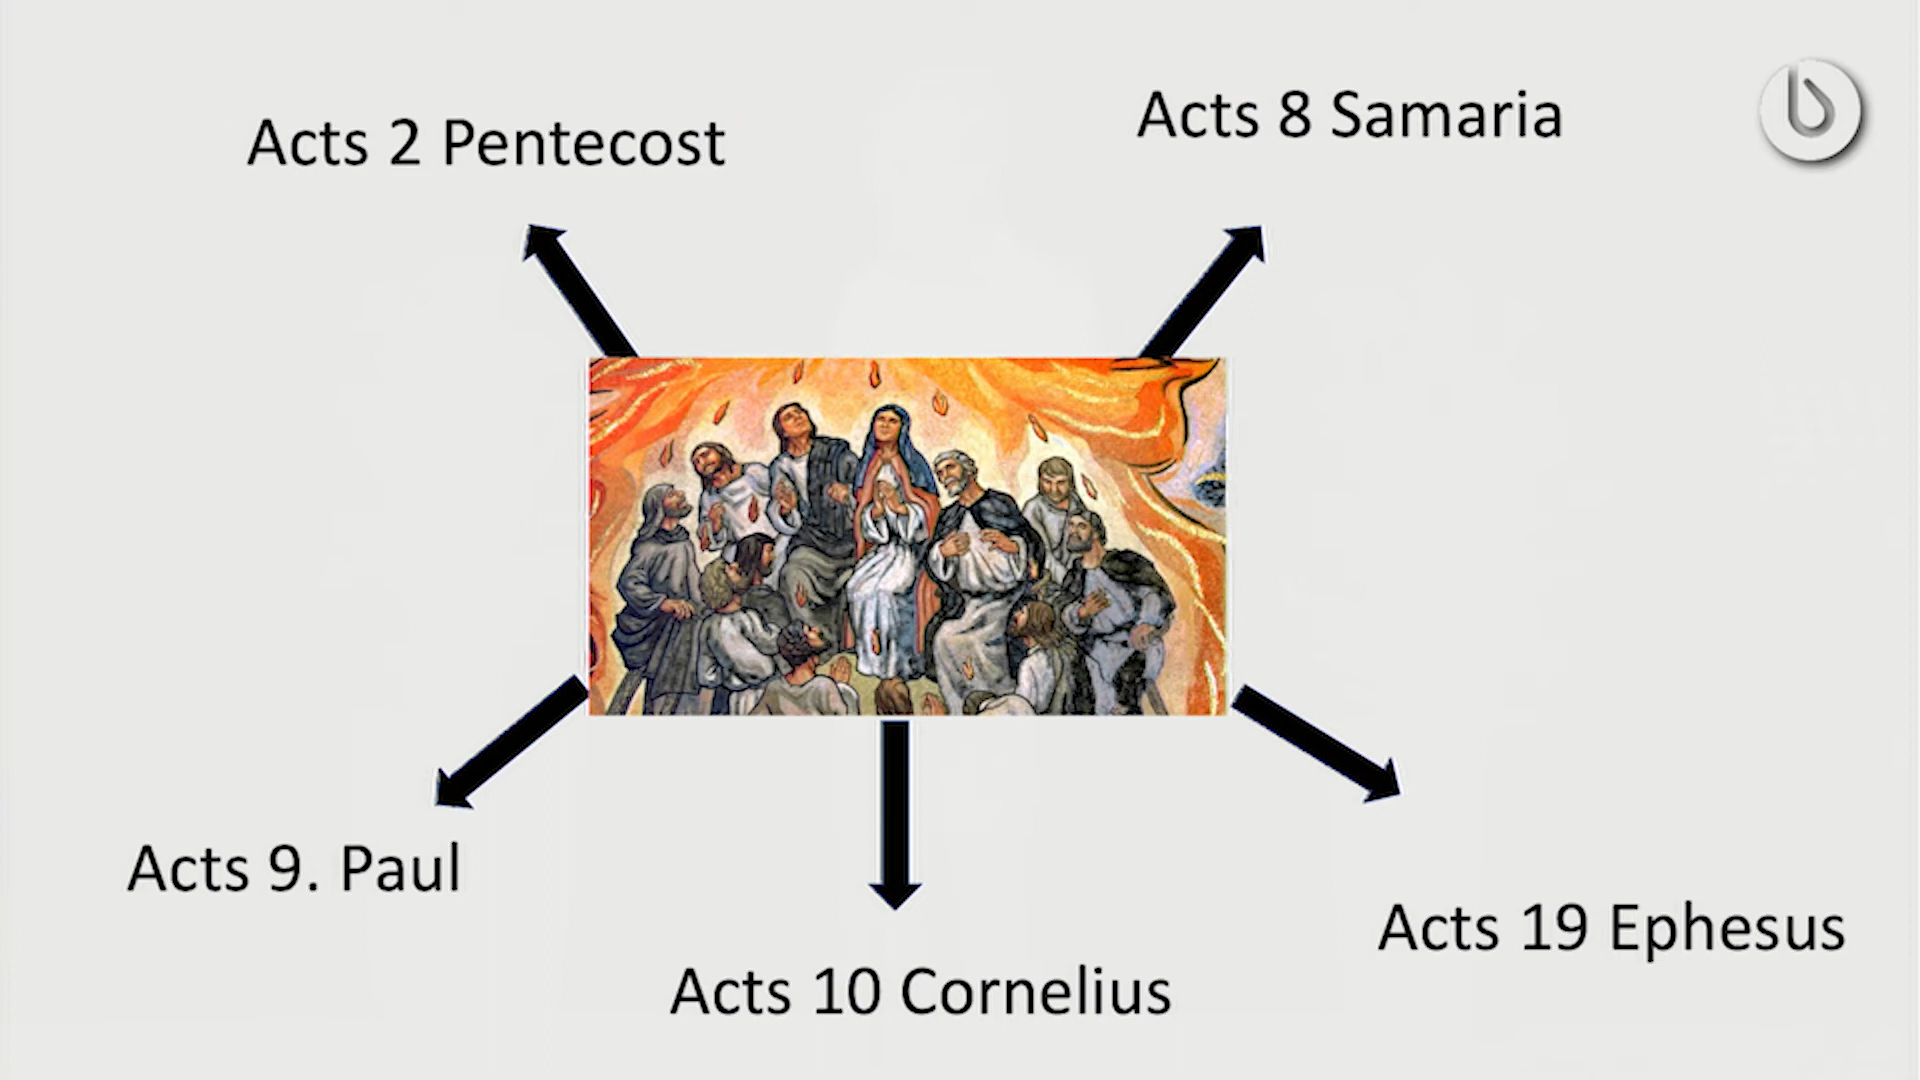 Acts 2 Pentecost
Acts 8 Samaria
Acts 9. Paul
Acts 10 Cornelius
Acts 19 Ephesus